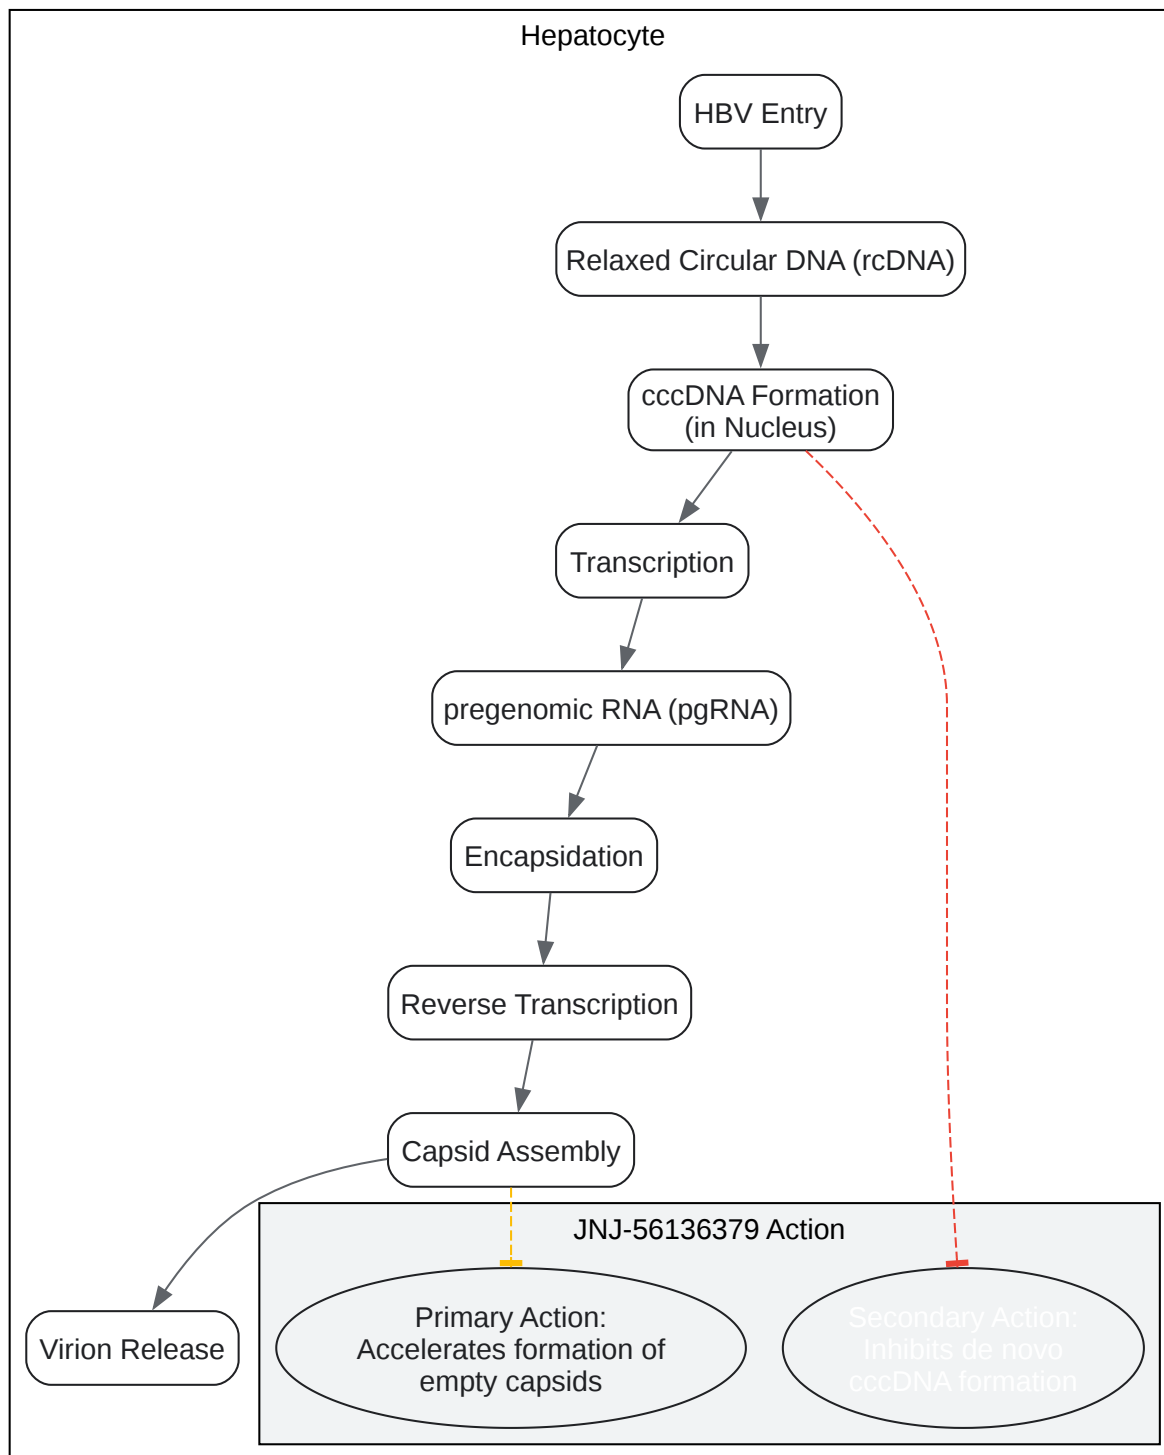 Hepatocyte
HBV Entry
Relaxed Circular DNA (rcDNA)
cccDNA Formation
(in Nucleus)
Transcription
pregenomic RNA (pgRNA)
Encapsidation
Reverse Transcription
Capsid Assembly
JNJ-56136379 Action
Virion Release
Primary Action:
Accelerates formation of
empty capsids
Secondary Action:
Inhibits de novo
cccDNA formation